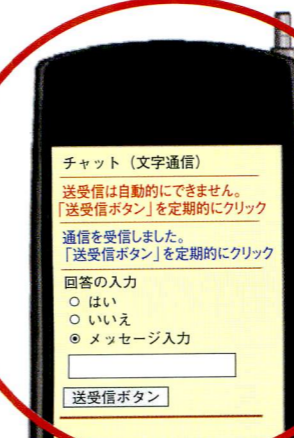 チャット（文字通信）
送受信は自動的にできません。
「送受信ボタン」を定期的にクリック
通信を受信しました。
「送受信ボタン」を定期的にクリック
回答の入力
はい
いいえ
メッセージ入力
送受信ボタン